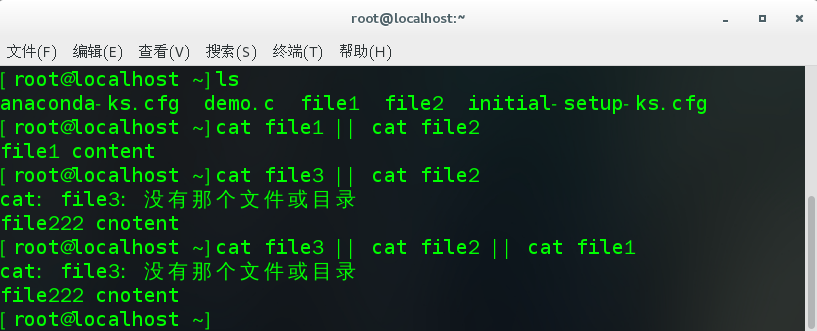 root@localhost:~
文件(F) 编辑(E) 查看(V) 搜索(S) 终端(T) 帮助(H)
[root@localhost ~]ls
anaconda-ks.cfg demo.c file1 file2 initial-setup-ks.cfg
[root@localhost ~]cat file1 || cat file2
file1 content
[root@localhost ~]cat file3 || cat file2
cat: file3: 没有那个文件或目录
file222 cnotent
[root@localhost ~]cat file3 || cat file2 || cat file1
cat: file3: 没有那个文件或目录
file222 cnotent
[root@localhost ~]